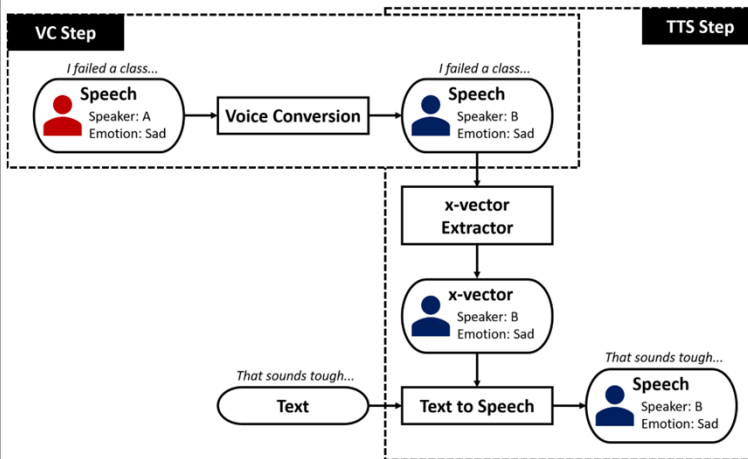 VC Step
TTS Step
I failed a class...
Speech
Speaker: A
Emotion: Sad
Voice Conversion
I failed a class...
Speech
Speaker: B
Emotion: Sad
x-vector
Extractor
x-vector
Speaker: B
Emotion: Sad
That sounds tough...
Text
Text to Speech
That sounds tough...
Speech
Speaker: B
Emotion: Sad